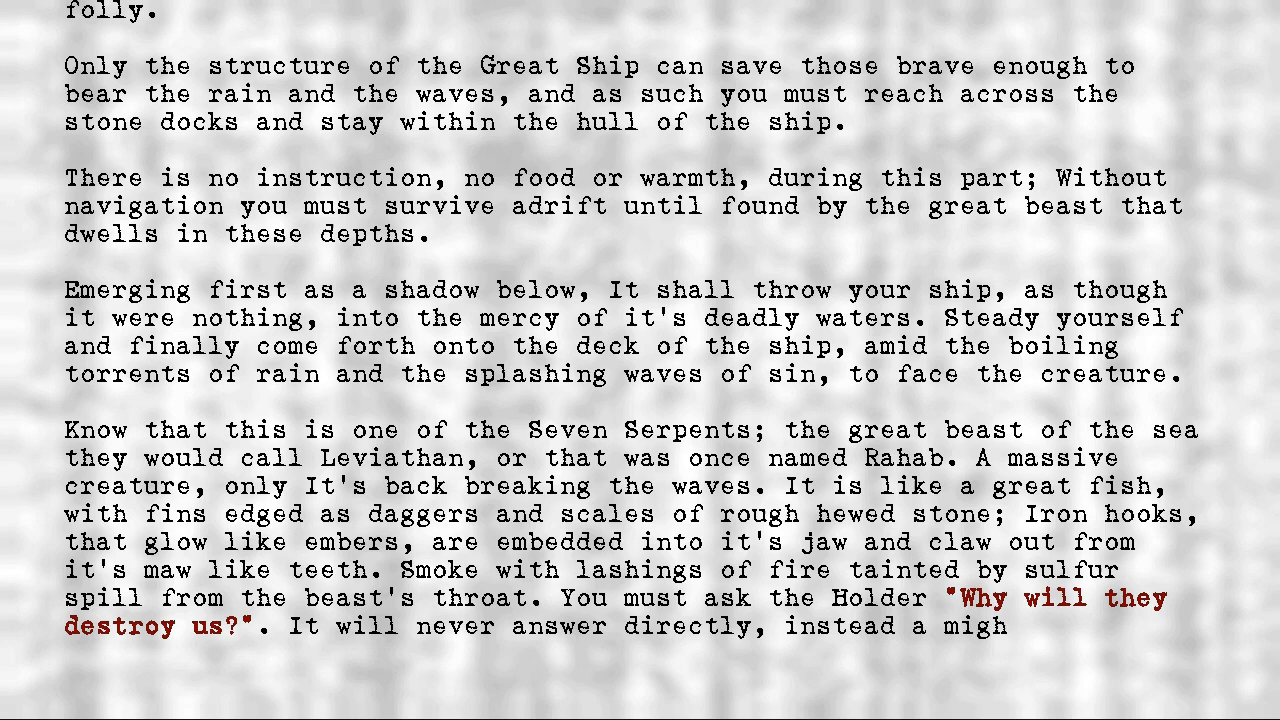 folly.
Only the structure of the Great Ship can save those brave enough to
bear the rain and the waves, and as such you must reach across the
stone docks and stay within the hull of the ship.
There is no instruction, no food or warmth, during this part; Without
navigation you must survive adrift until found by the great beast that
dwells in these depths.
Emerging first as a shadow below, It shall throw your ship, as though
it were nothing, into the mercy of it's deadly waters. Steady yourself
and finally come forth onto the deck of the ship, amid the boiling
torrents of rain and the splashing waves of sin, to face the creature.
Know that this is one of the Seven Serpents; the great beast of the sea
they would call Leviathan, or that was once named Rahab. A massive
creature, only It's back breaking the waves. It is like a great fish,
with fins edged as daggers and scales of rough hewed stone; Iron hooks,
that glow like embers, are embedded into it's jaw and claw out from
it's maw like teeth. Smoke with lashings of fire tainted by sulfur
spill from the beast's throat. You must ask the Holder "Why will they
destroy us?". It will never answer directly, instead a migh